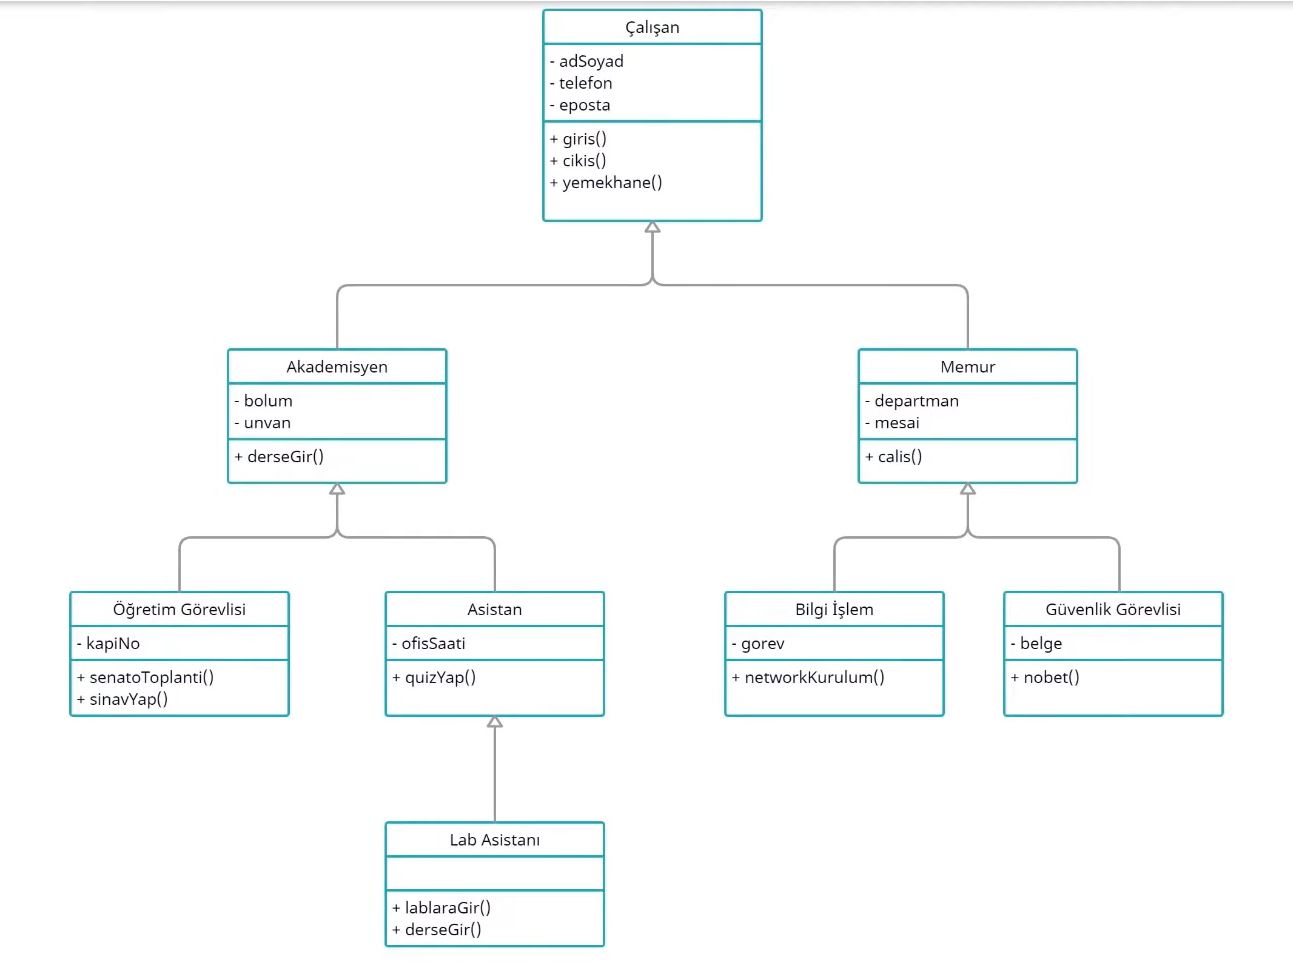 Çalışan
- adSoyad
- telefon
- eposta
+ giris()
+ cikis()
+ yemekhane()
Akademisyen
- bolum
- unvan
+ derseGir()
Memur
- departman
- mesai
+ calis()
Öğretim Görevlisi
- kapiNo
+ senatoToplanti()
+ sinavYap()
Asistan
- ofisSaati
+ quizYap()
Bilgi İşlem
- gorev
+ networkKurulum()
Güvenlik Görevlisi
- belge
+ nobet()
Lab Asistanı
+ lablaraGir()
+ derseGir()